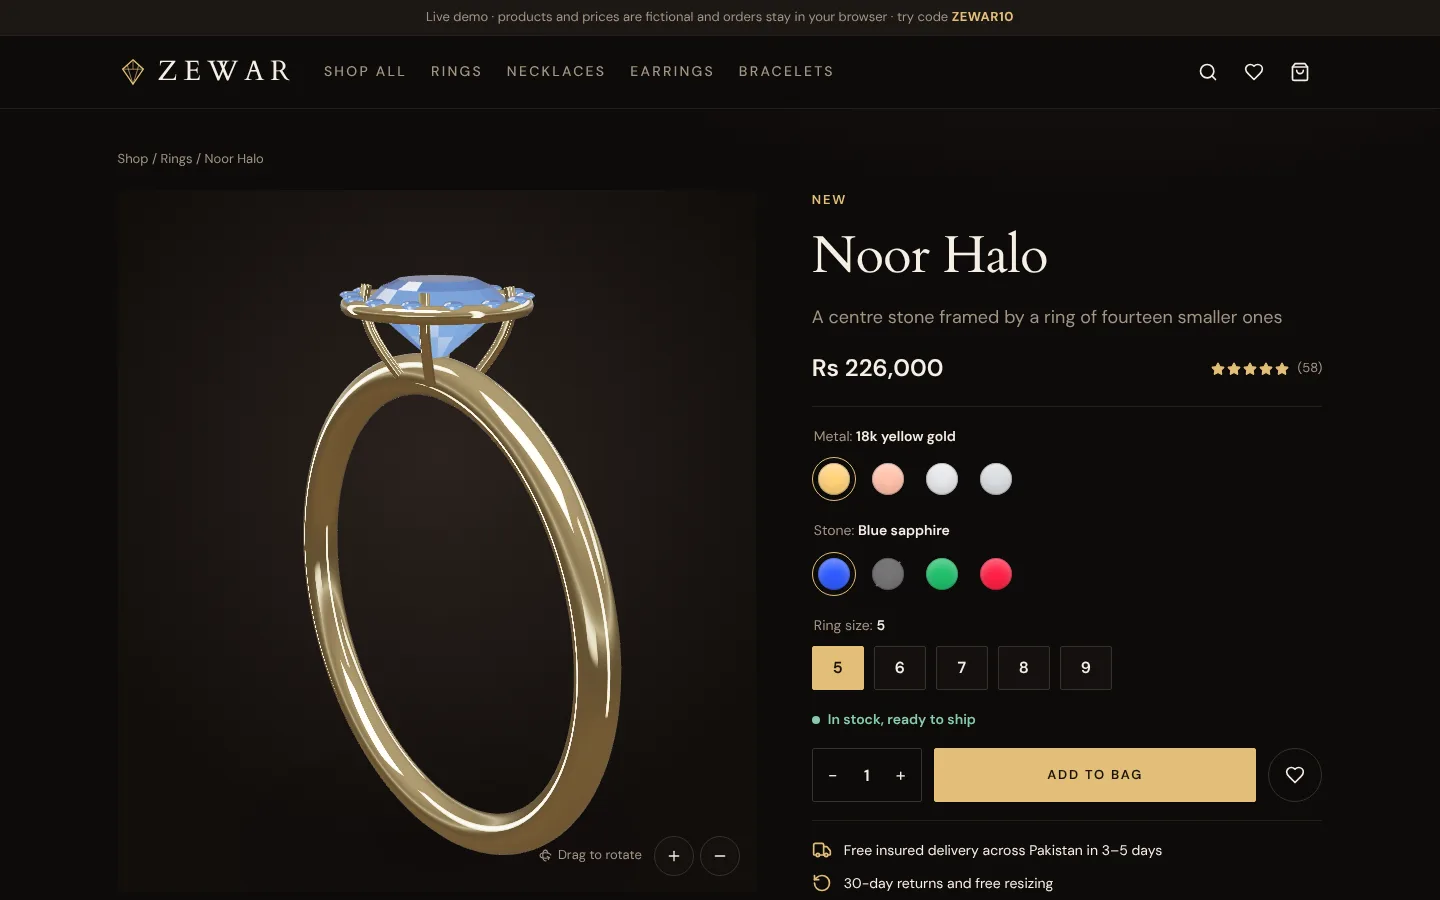 Live demo · products and prices are fictional and orders stay in your browser · try code ZEWAR10
ZEWAR SHOP ALL RINGS NECKLACES EARRINGS BRACELETS
Shop / Rings / Noor Halo
NEW
Noor Halo
A centre stone framed by a ring of fourteen smaller ones
Rs 226,000 (58)
Metal: 18k yellow gold
Stone: Blue sapphire
Ring size: 5
5 6 7 8 9
In stock, ready to ship
− 1 + ADD TO BAG
Drag to rotate + −
Free insured delivery across Pakistan in 3–5 days
30-day returns and free resizing